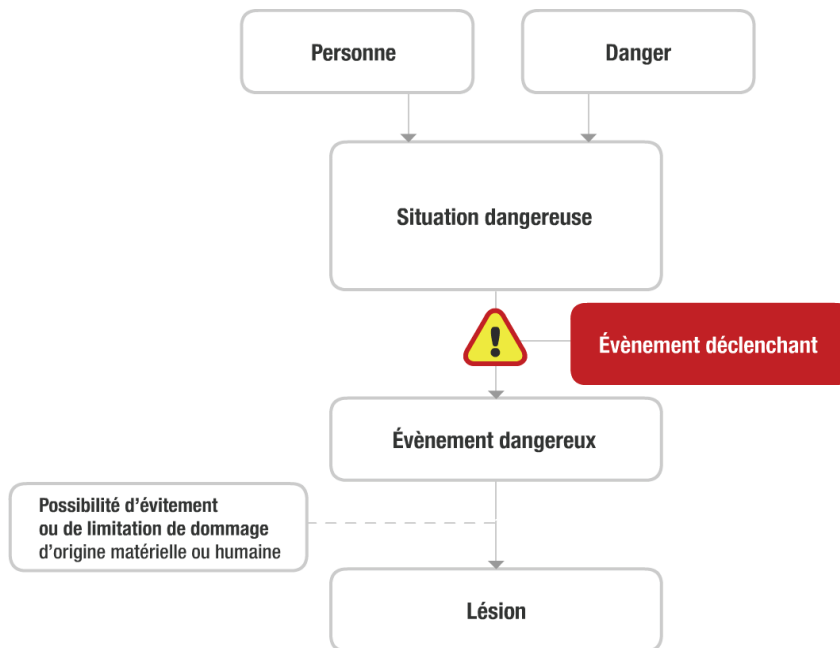 Personne
Danger
Situation dangereuse
!
Évènement déclenchant
Évènement dangereux
Possibilité d'évitement
ou de limitation de dommage
d'origine matérielle ou humaine
Lésion